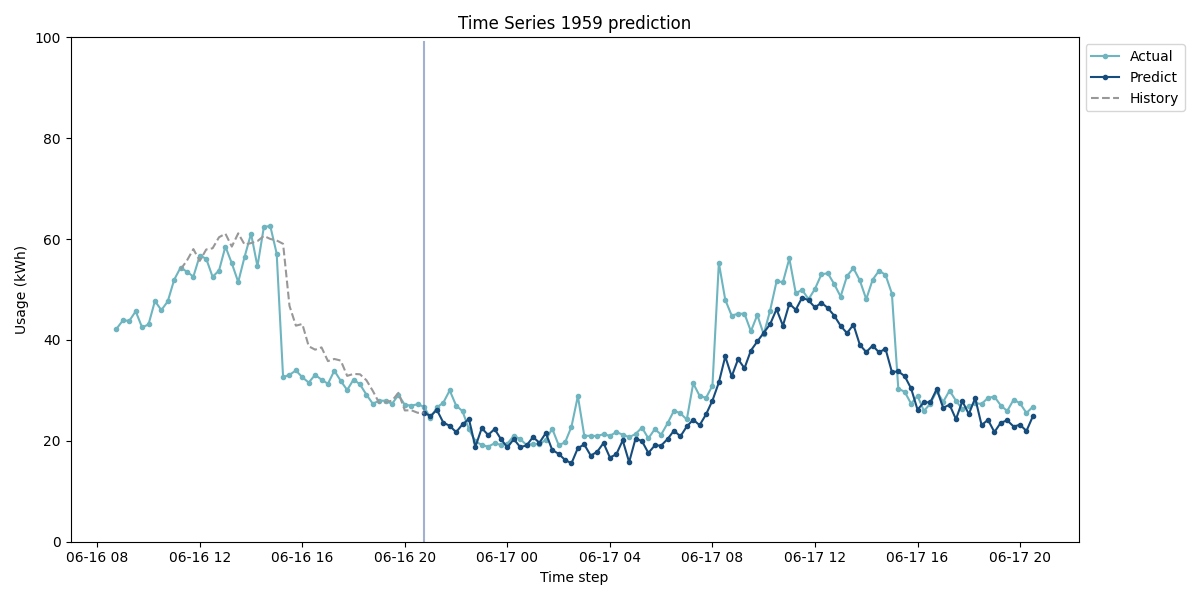 Time Series 1959 prediction
Usage (kWh)
100
80
60
40
20
0
06-16 08
06-16 12
06-16 16
06-16 20
06-17 00
06-17 04
06-17 08
06-17 12
06-17 16
06-17 20
Time step
Actual
Predict
History